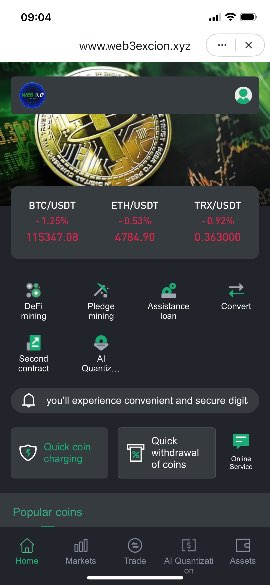 09:04
www.web3excion.xyz
WEB 3.0
BTC/USDT
ETH/USDT
TRX/USDT
-1.25%
-0.53%
-0.92%
115347.08
4784.90
0.363000
DeFi
mining
Pledge
mining
Assistance
loan
Convert
Second
contract
AI
Quantiz...
you'll experience convenient and secure digit
Quick coin
charging
Quick
withdrawal
of coins
Online
Service
Popular coins
Home
Markets
Trade
AI Quantizati
on
Assets